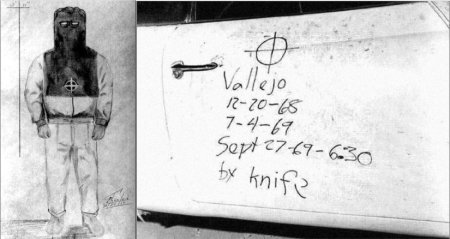 Vallejo
12-20-68
7-4-69
Sept 27-69-6:30
by knife